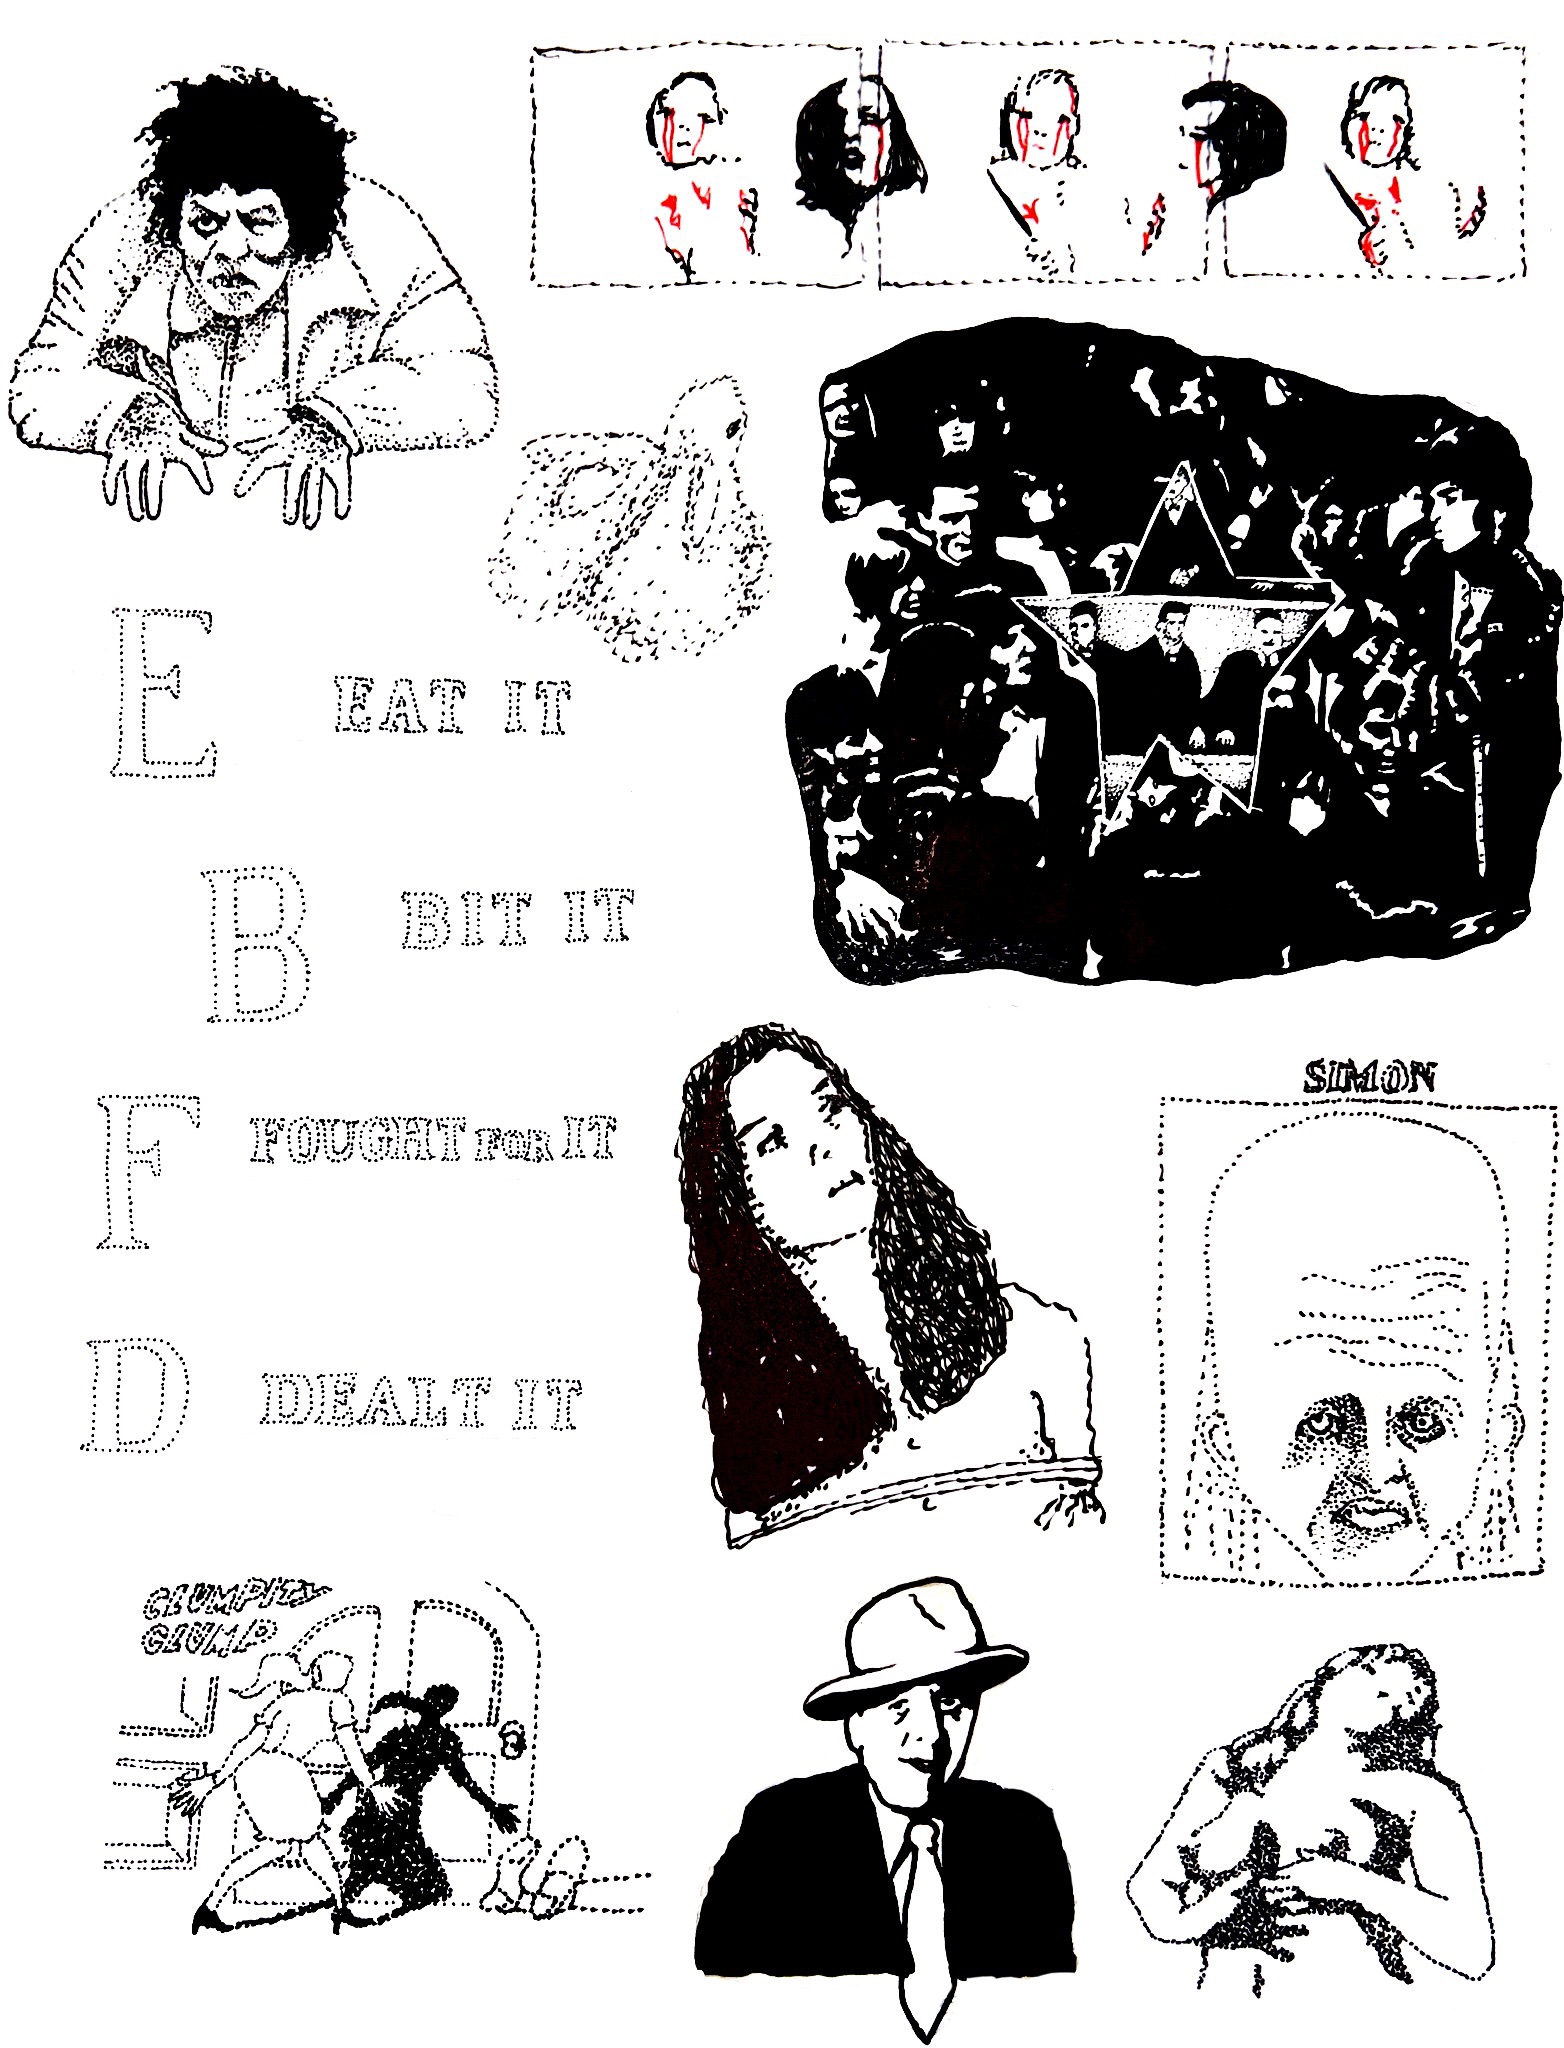 E EAT IT
B BIT IT
F FOUGHT FOR IT
SIMON
D DEALT IT
CLUMPITY
CLUMP